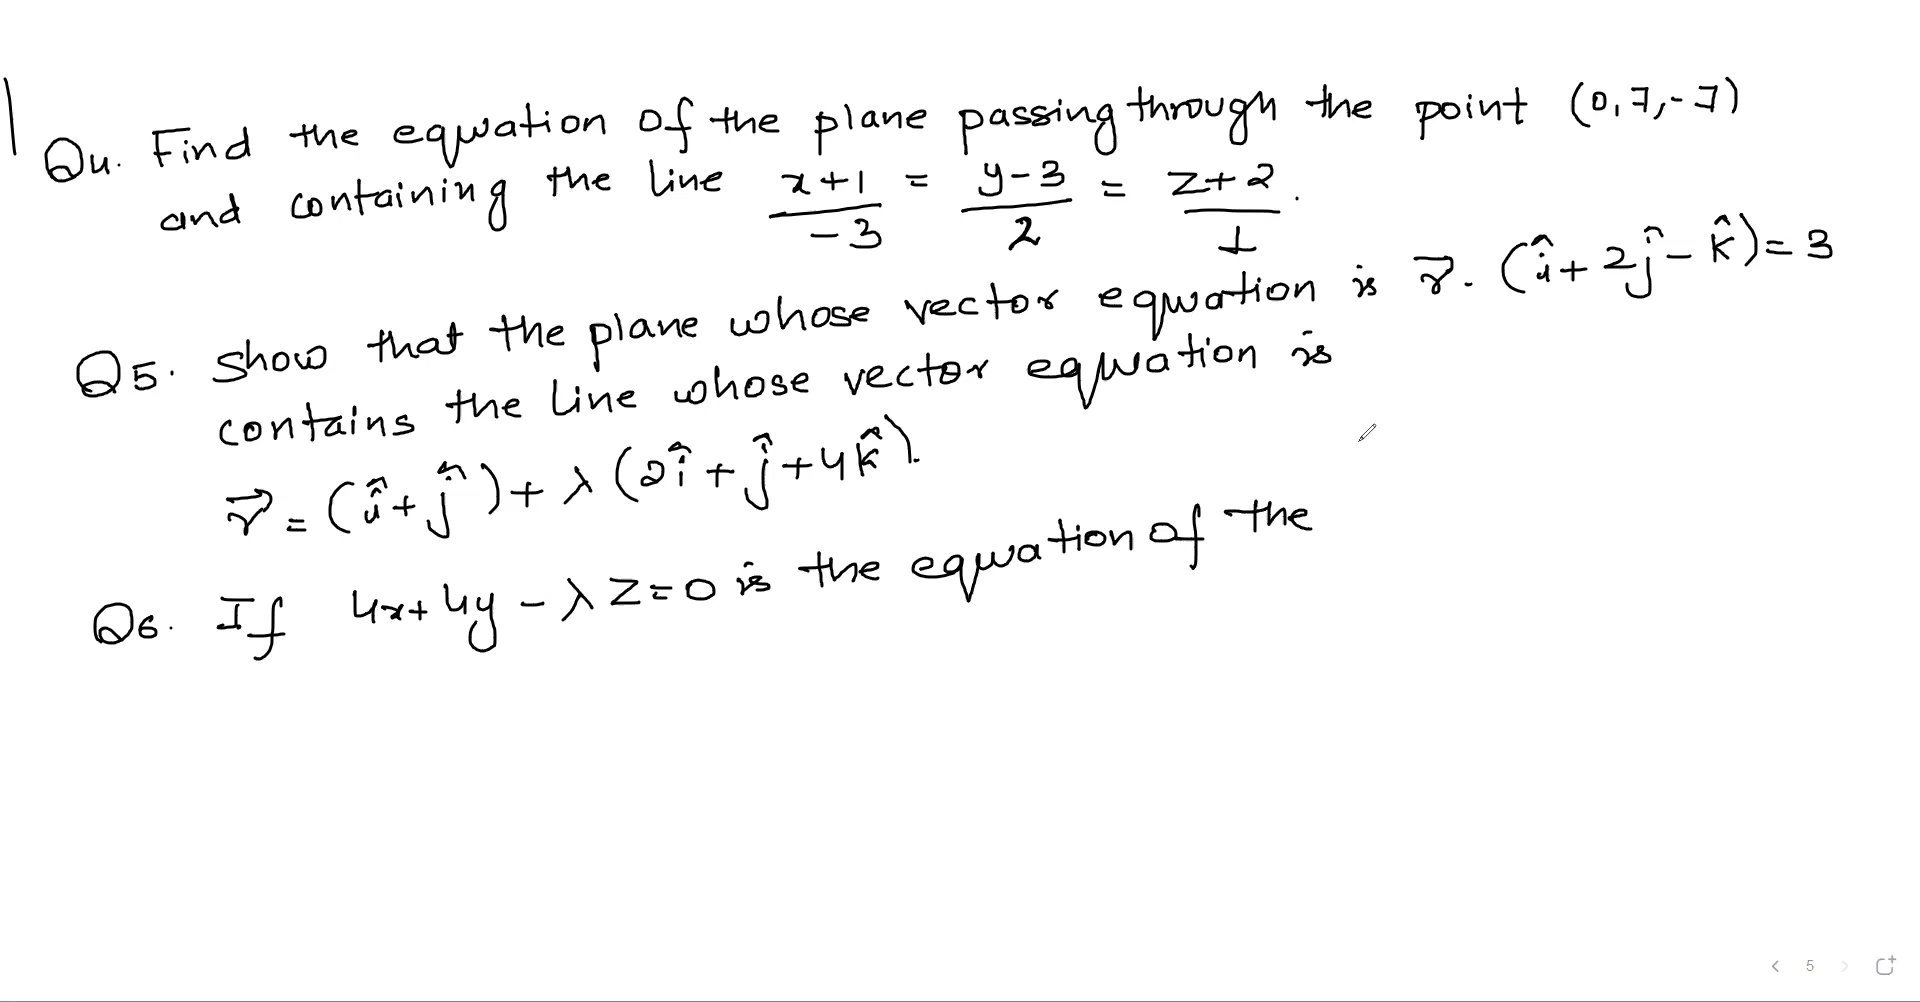 Q4. Find the equation of the plane passing through the point (0,7,-7)
and containing the line (x+1)/-3 = (y-3)/2 = (z+2)/1.
Q5. Show that the plane whose vector equation is r⃗. (î + 2ĵ - k̂) = 3
contains the line whose vector equation is
r⃗ = (î + ĵ) + λ (2î + ĵ + 4k̂).
Q6. If 4x + 4y - λz = 0 is the equation of the
5